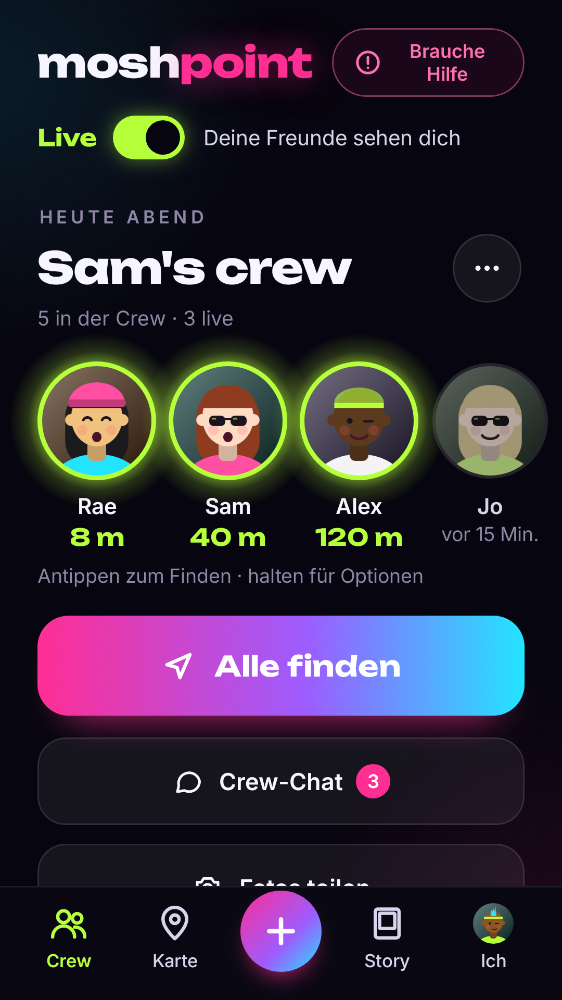 moshpoint
Brauche
Hilfe
Live
Deine Freunde sehen dich
HEUTE ABEND
Sam's crew
5 in der Crew · 3 live
Rae
8 m
Sam
40 m
Alex
120 m
Jo
vor 15 Min.
Antippen zum Finden · halten für Optionen
Alle finden
Crew-Chat 3
Fotos teilen
Crew
Karte
Story
Ich